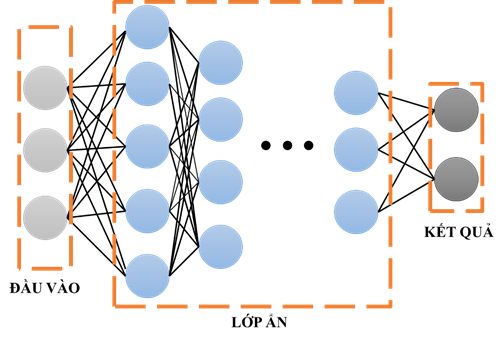 ĐẦU VÀO
LỚP ẨN
KẾT QUẢ